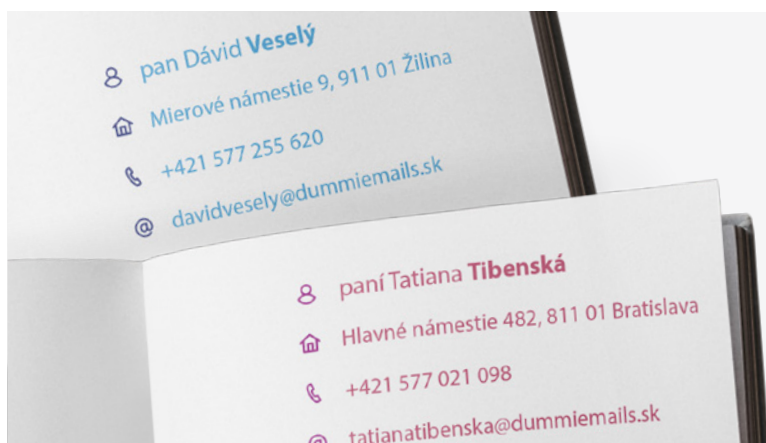 pan Dávid Veselý
Mierové námestie 9, 911 01 Žilina
+421 577 255 620
davidvesely@dummiemails.sk
paní Tatiana Tibenská
Hlavné námestie 482, 811 01 Bratislava
+421 577 021 098
tatianatibenska@dummiemails.sk